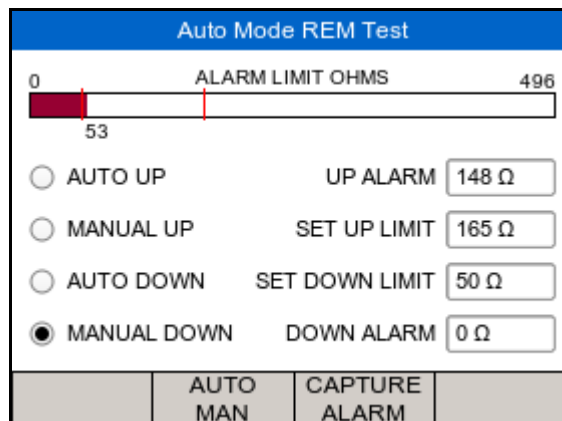 Auto Mode REM Test
0 ALARM LIMIT OHMS 496
53
AUTO UP UP ALARM 148 Ω
MANUAL UP SET UP LIMIT 165 Ω
AUTO DOWN SET DOWN LIMIT 50 Ω
MANUAL DOWN DOWN ALARM 0 Ω
AUTO CAPTURE
MAN ALARM